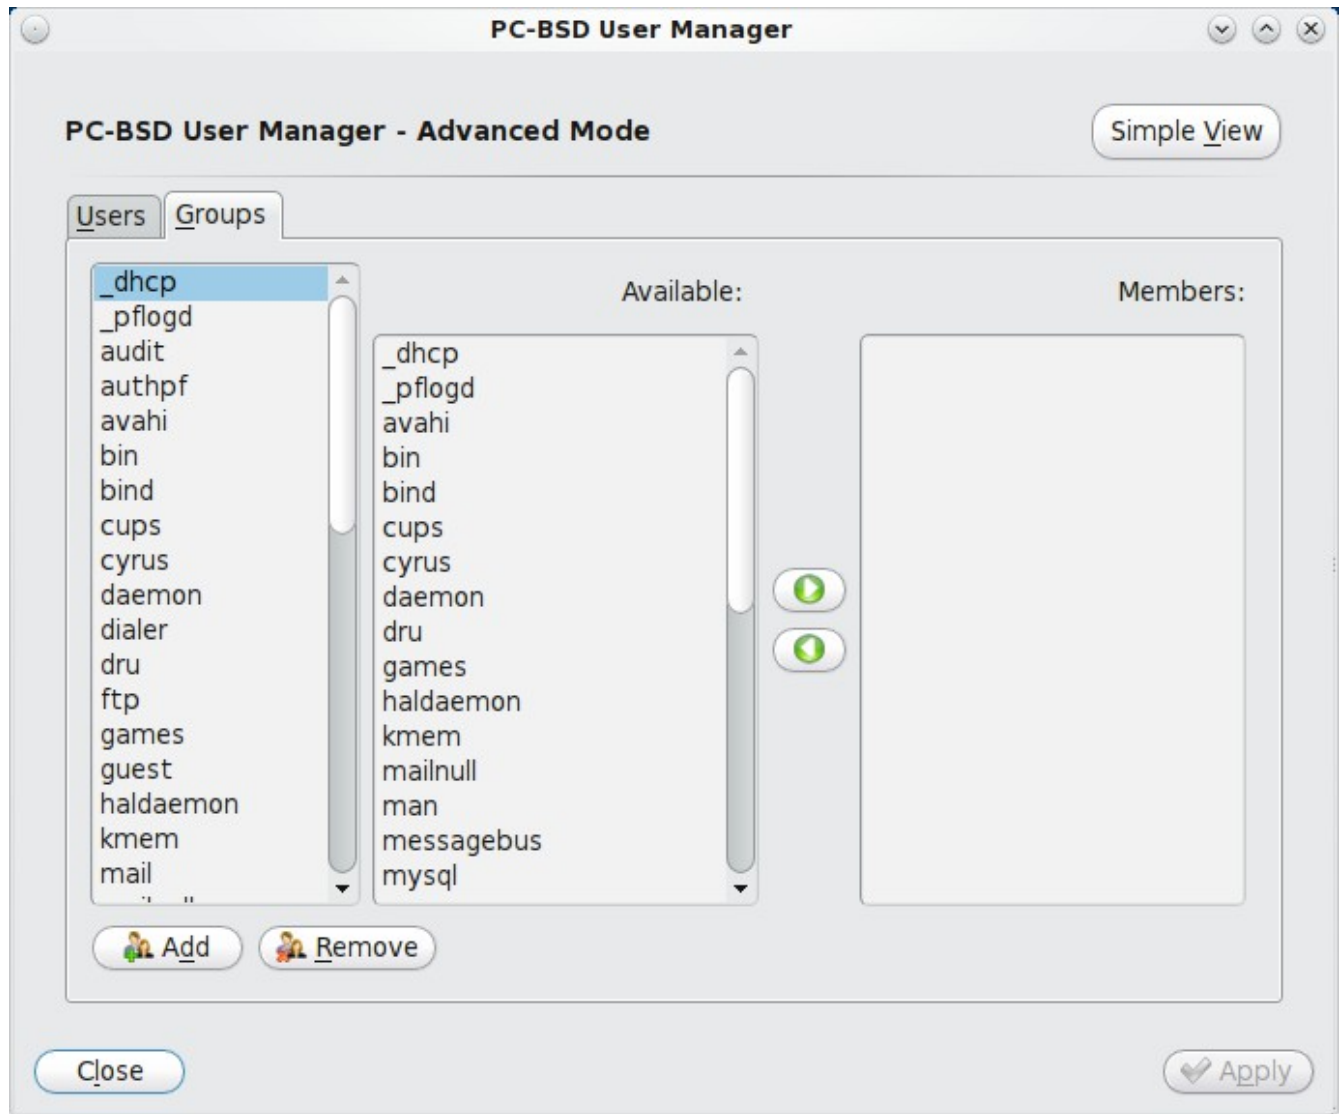 PC-BSD User Manager
PC-BSD User Manager - Advanced Mode
Simple View
Users
Groups
_dhcp
_pflogd
audit
authpf
avahi
bin
bind
cups
cyrus
daemon
dialer
dru
ftp
games
guest
haldaemon
kmem
mail
Available:
_dhcp
_pflogd
avahi
bin
bind
cups
cyrus
daemon
dru
games
haldaemon
kmem
mailnull
man
messagebus
mysql
Members:
Add
Remove
Close
Apply